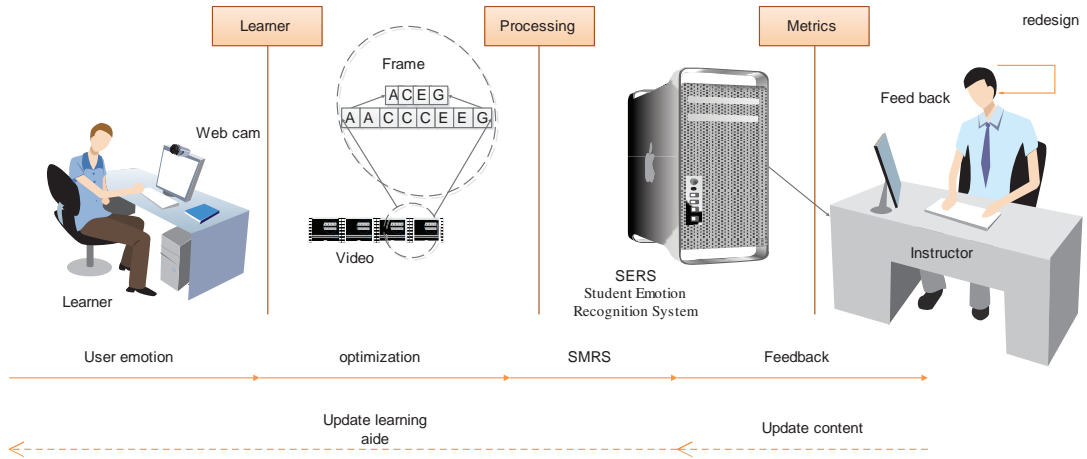 Learner
Processing
Metrics
redesign
Frame
A C E G
A A C C C E E G
Web cam
Feed back
Video
Learner
SERS
Student Emotion
Recognition System
Instructor
User emotion
optimization
SMRS
Feedback
Update learning
aide
Update content